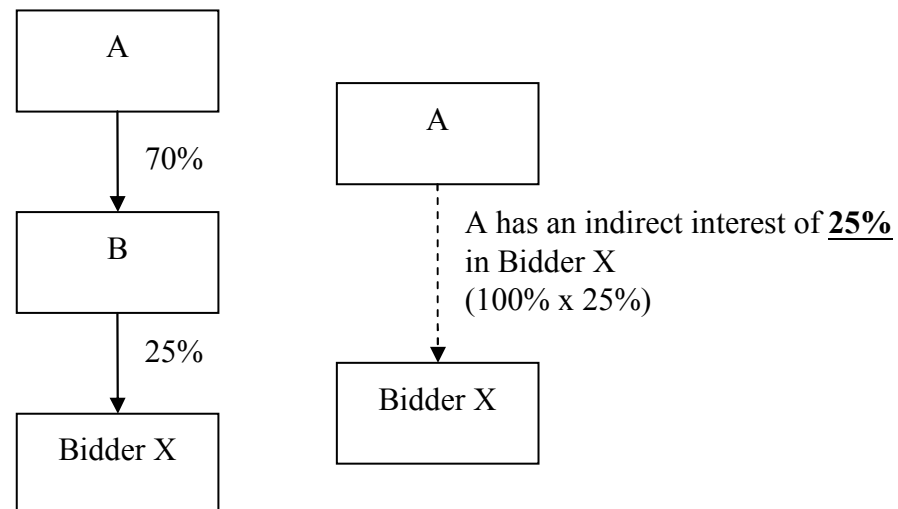 A
70%
B
25%
Bidder X
A
A has an indirect interest of 25%
in Bidder X
(100% x 25%)
Bidder X